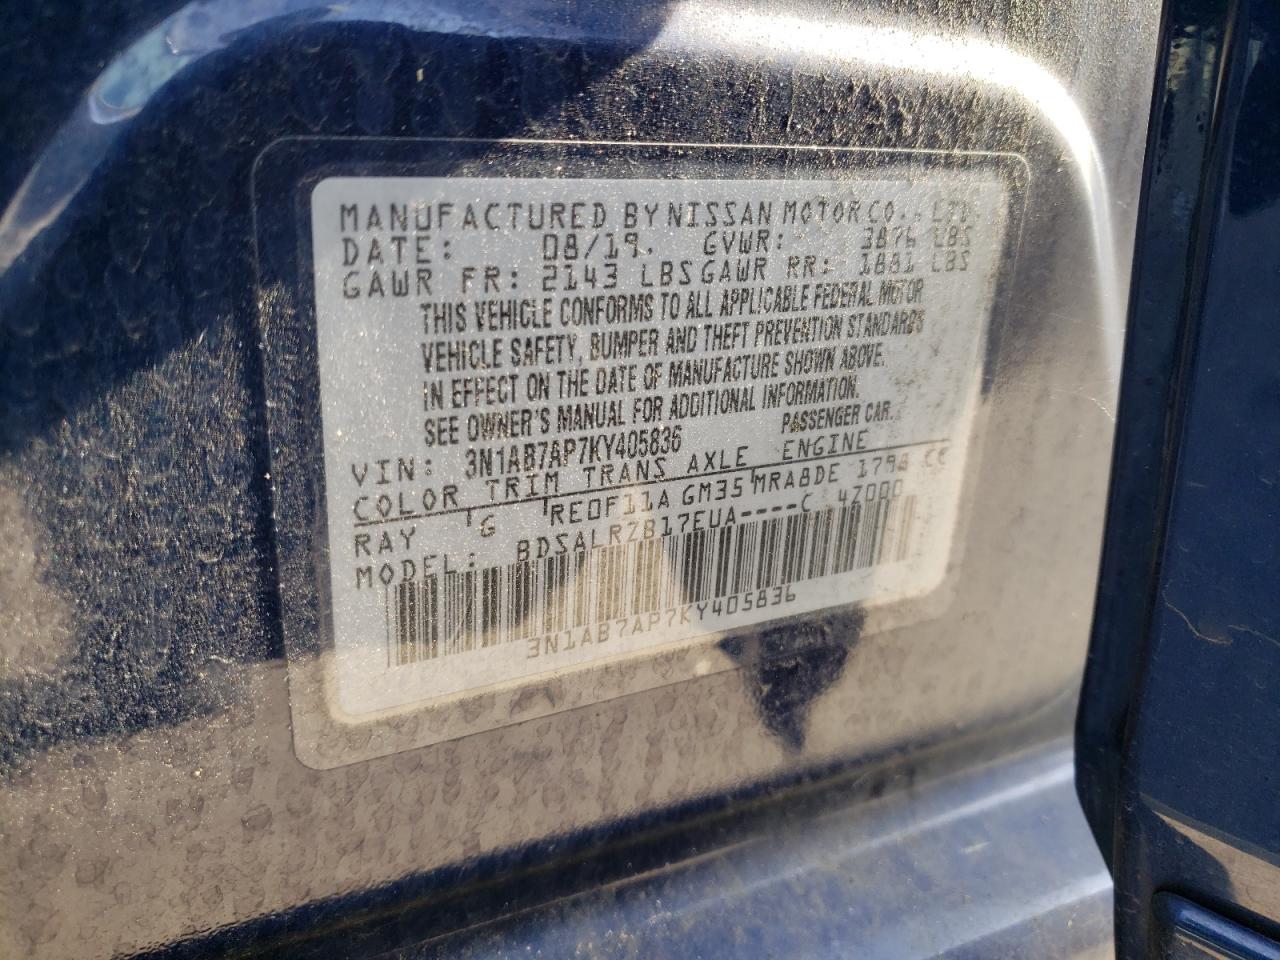 MANUFACTURED BY NISSAN MOTOR CO., LTD.
DATE: 08/19. GVWR: 3876 LBS
GAWR FR: 2143 LBS GAWR RR: 1881 LBS
THIS VEHICLE CONFORMS TO ALL APPLICABLE FEDERAL MOTOR
VEHICLE SAFETY, BUMPER AND THEFT PREVENTION STANDARDS
IN EFFECT ON THE DATE OF MANUFACTURE SHOWN ABOVE.
SEE OWNER'S MANUAL FOR ADDITIONAL INFORMATION.
VIN: 3N1AB7AP7KY405836 PASSENGER CAR.
COLOR TRIM TRANS AXLE ENGINE
RAY G RE0F11A GM35 MRA8DE 1798 CC
MODEL: BDSALRZB17EUA----C 47000
3N1AB7AP7KY405836